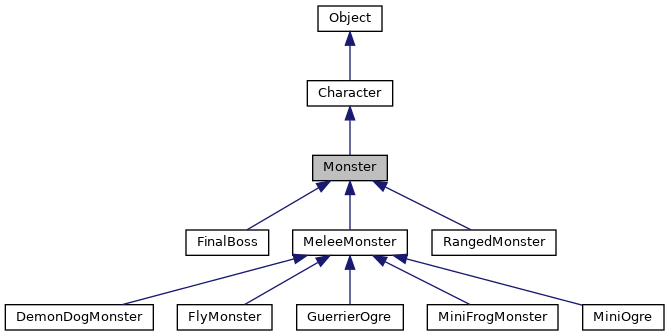 Object
Character
Monster
FinalBoss
MeleeMonster
RangedMonster
DemonDogMonster
FlyMonster
GuerrierOgre
MiniFrogMonster
MiniOgre